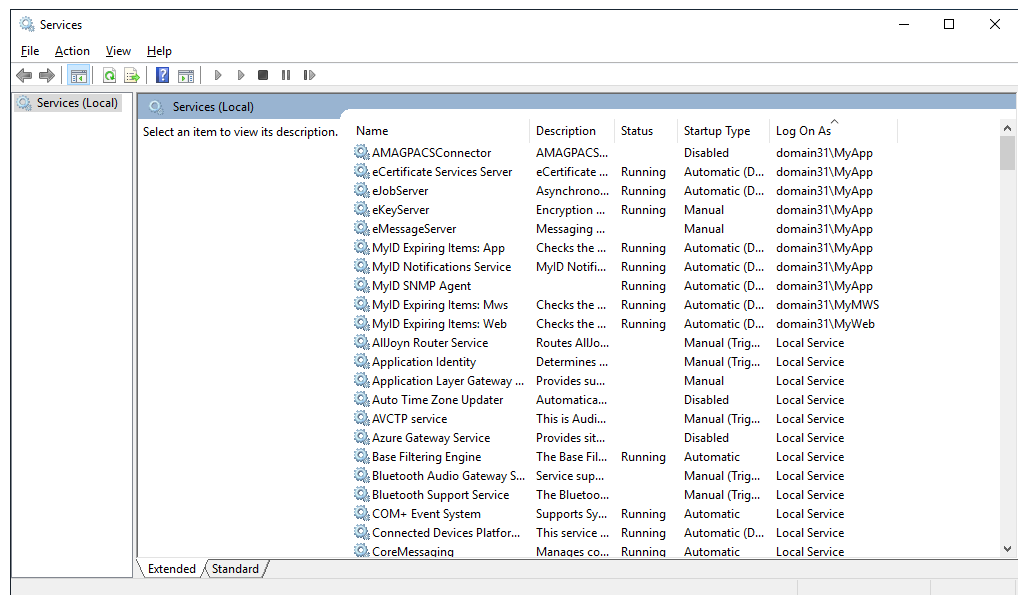 Services
File Action View Help
Services (Local)
Services (Local)
Select an item to view its description.
Name Description Status Startup Type Log On As
AMAGPACSConnector AMAGPACS... Disabled domain31\MyApp
eCertificate Services Server eCertificate ... Running Automatic (D... domain31\MyApp
eJobServer Asynchrono... Running Automatic (D... domain31\MyApp
eKeyServer Encryption ... Running Manual domain31\MyApp
eMessageServer Messaging ... Manual domain31\MyApp
MyID Expiring Items: App Checks the ... Running Automatic (D... domain31\MyApp
MyID Notifications Service MyID Notifi... Running Automatic (D... domain31\MyApp
MyID SNMP Agent Running Automatic (D... domain31\MyApp
MyID Expiring Items: Mws Checks the ... Running Automatic (D... domain31\MyMWS
MyID Expiring Items: Web Checks the ... Running Automatic (D... domain31\MyWeb
AllJoyn Router Service Routes AllJo... Manual (Trig... Local Service
Application Identity Determines ... Manual (Trig... Local Service
Application Layer Gateway ... Provides su... Manual Local Service
Auto Time Zone Updater Automatica... Disabled Local Service
AVCTP service This is Audi... Manual (Trig... Local Service
Azure Gateway Service Provides sit... Disabled Local Service
Base Filtering Engine The Base Fil... Running Automatic Local Service
Bluetooth Audio Gateway S... Service sup... Manual (Trig... Local Service
Bluetooth Support Service The Bluetoo... Manual (Trig... Local Service
COM+ Event System Supports Sy... Running Automatic Local Service
Connected Devices Platfor... This service ... Running Automatic (D... Local Service
CoreMessaging Manages co... Running Automatic Local Service
Extended Standard